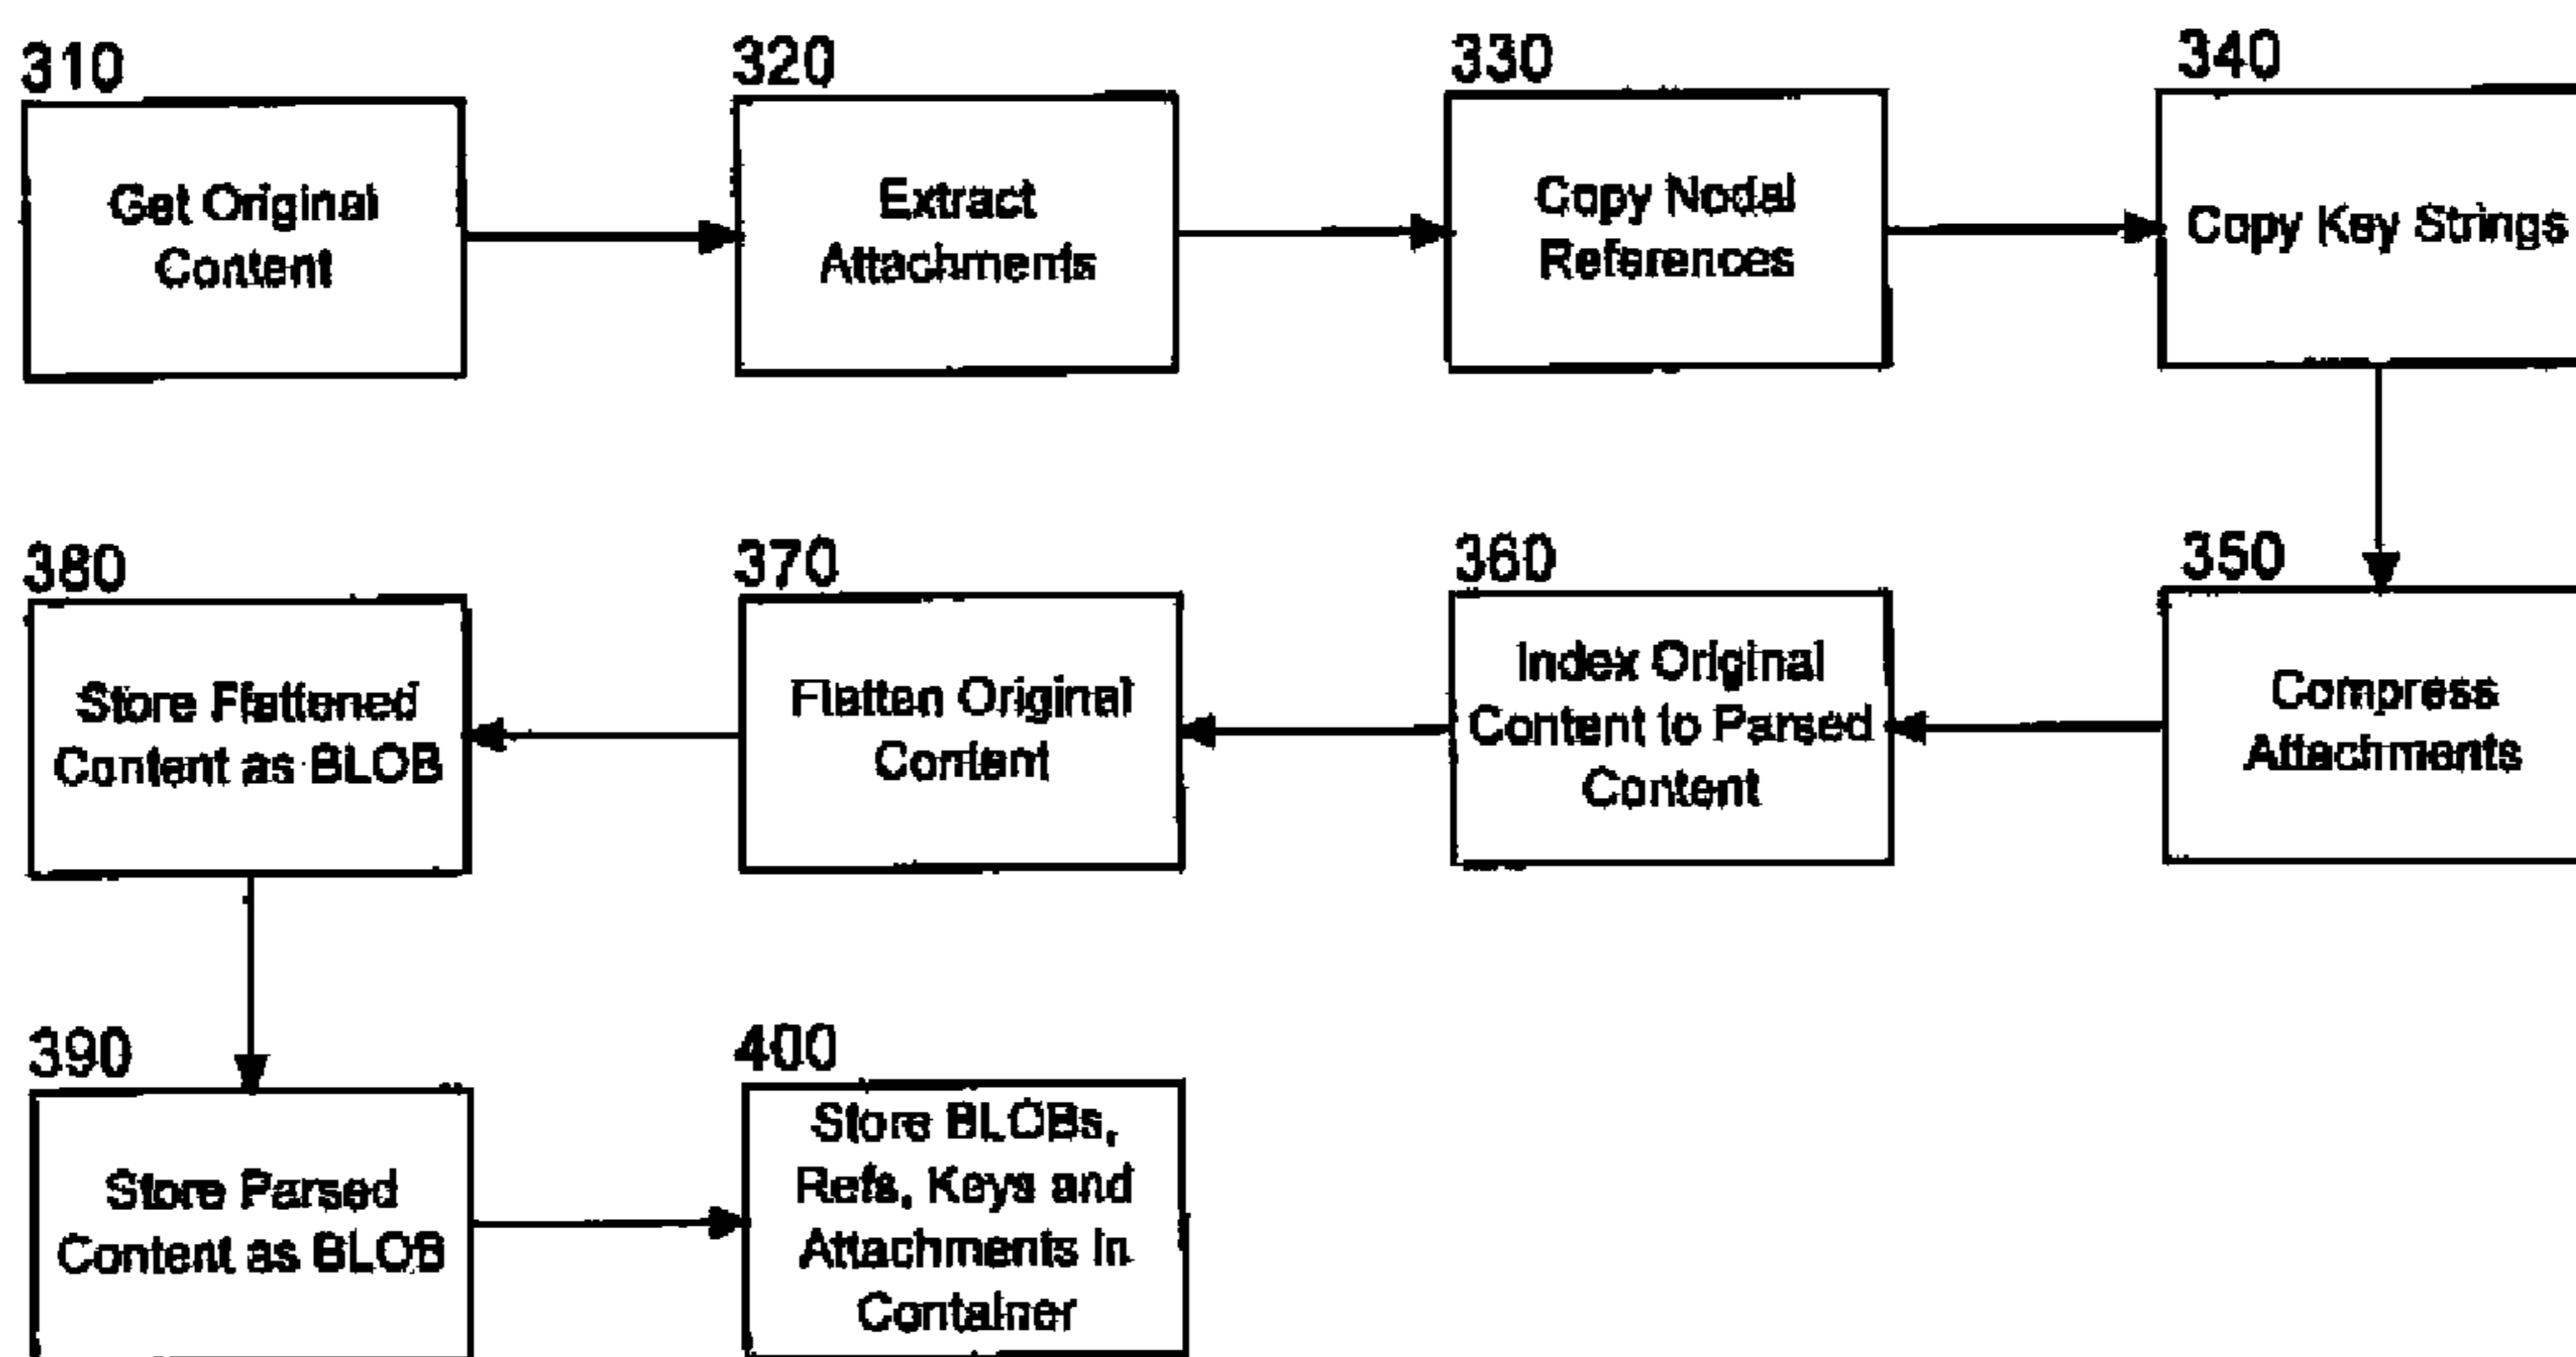 310
Get Original
Content
320
Extract
Attachments
330
Copy Nodal
References
340
Copy Key Strings
350
Compress
Attachments
360
Index Original
Content to Parsed
Content
370
Flatten Original
Content
380
Store Flattened
Content as BLOB
390
Store Parsed
Content as BLOB
400
Store BLOBs,
Refs, Keys and
Attachments in
Container